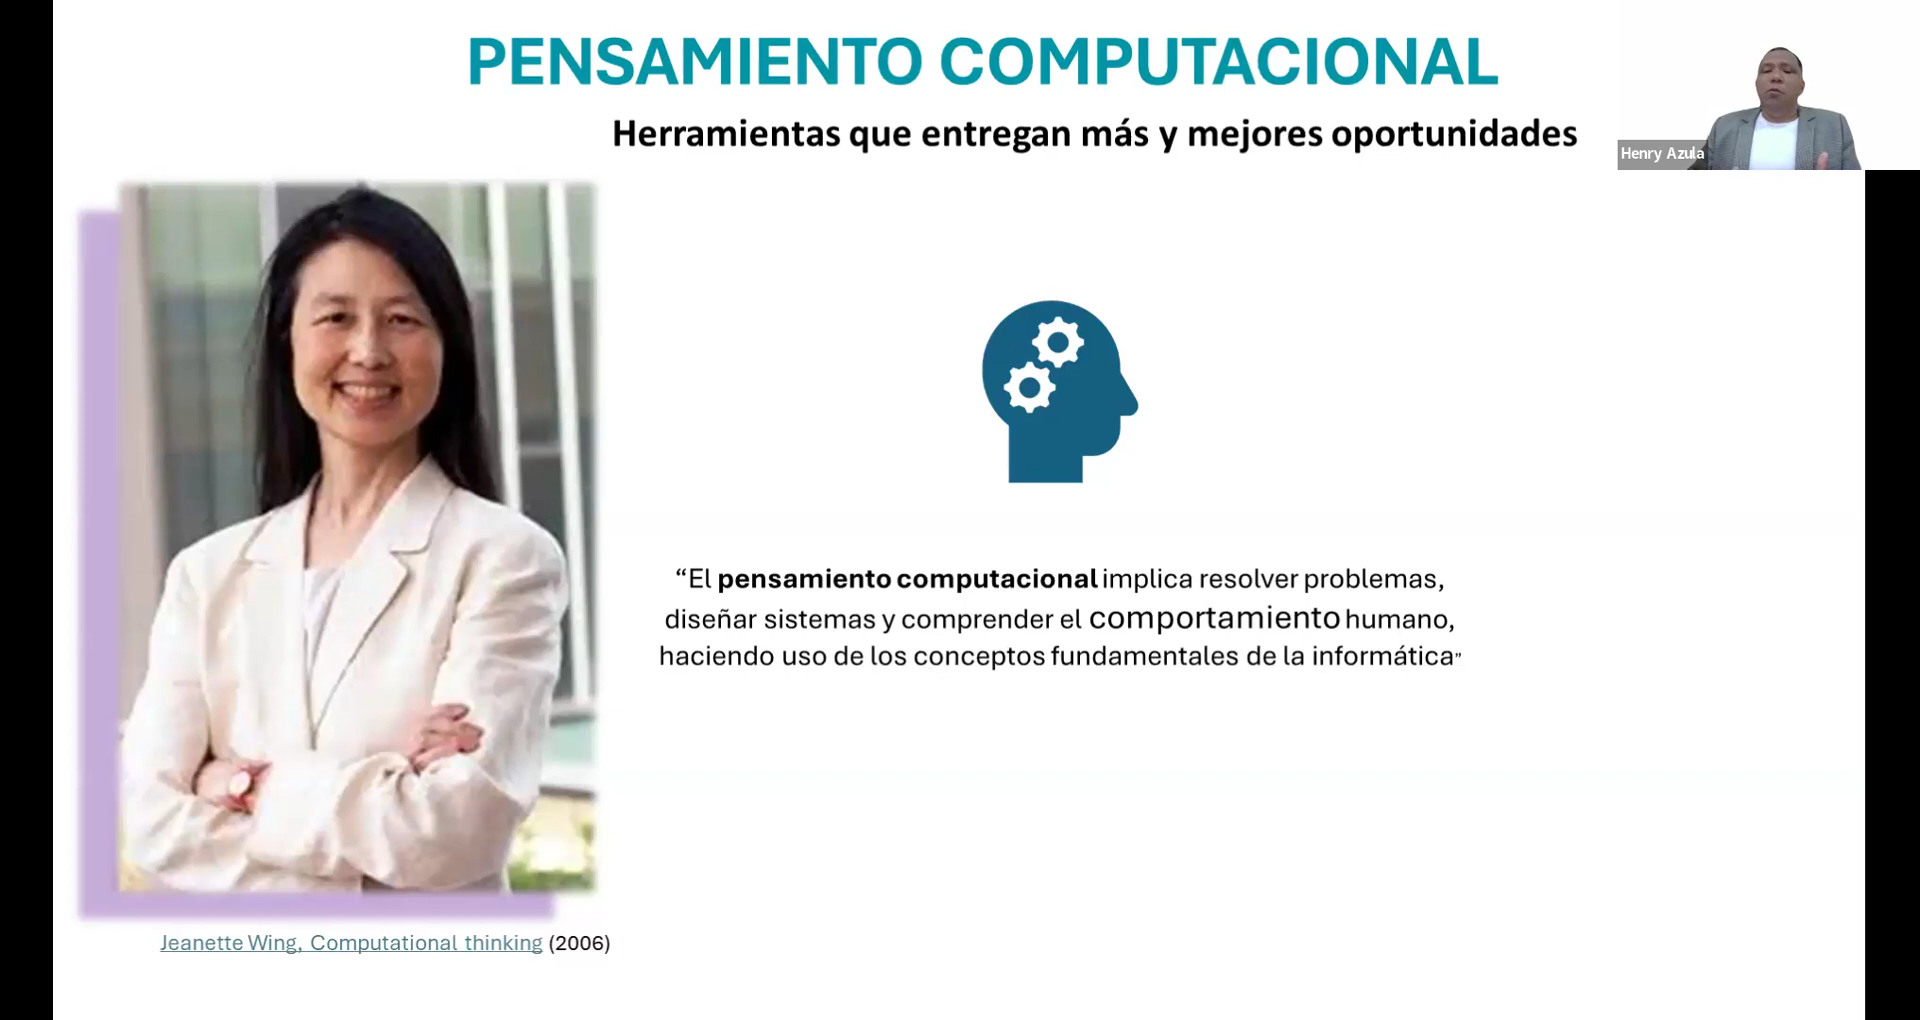 PENSAMIENTO COMPUTACIONAL
Herramientas que entregan más y mejores oportunidades
Henry Azula
“El pensamiento computacional implica resolver problemas,
diseñar sistemas y comprender el comportamiento humano,
haciendo uso de los conceptos fundamentales de la informática”
Jeanette Wing, Computational thinking (2006)